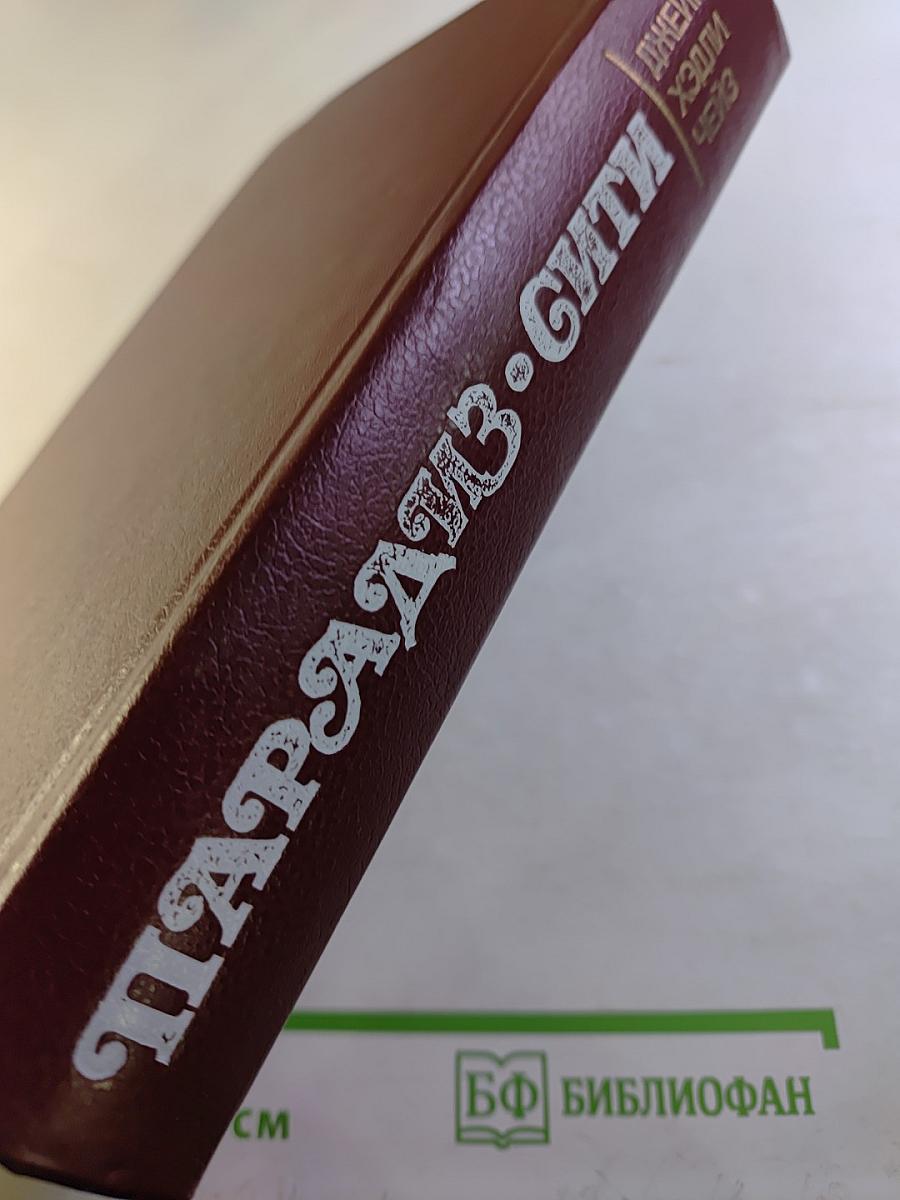 ДЖЕЙМС
ХЭДЛИ
ЧЕЙЗ
ПАРАДИЗ • СИТИ
см
БФ БИБЛИОФАН